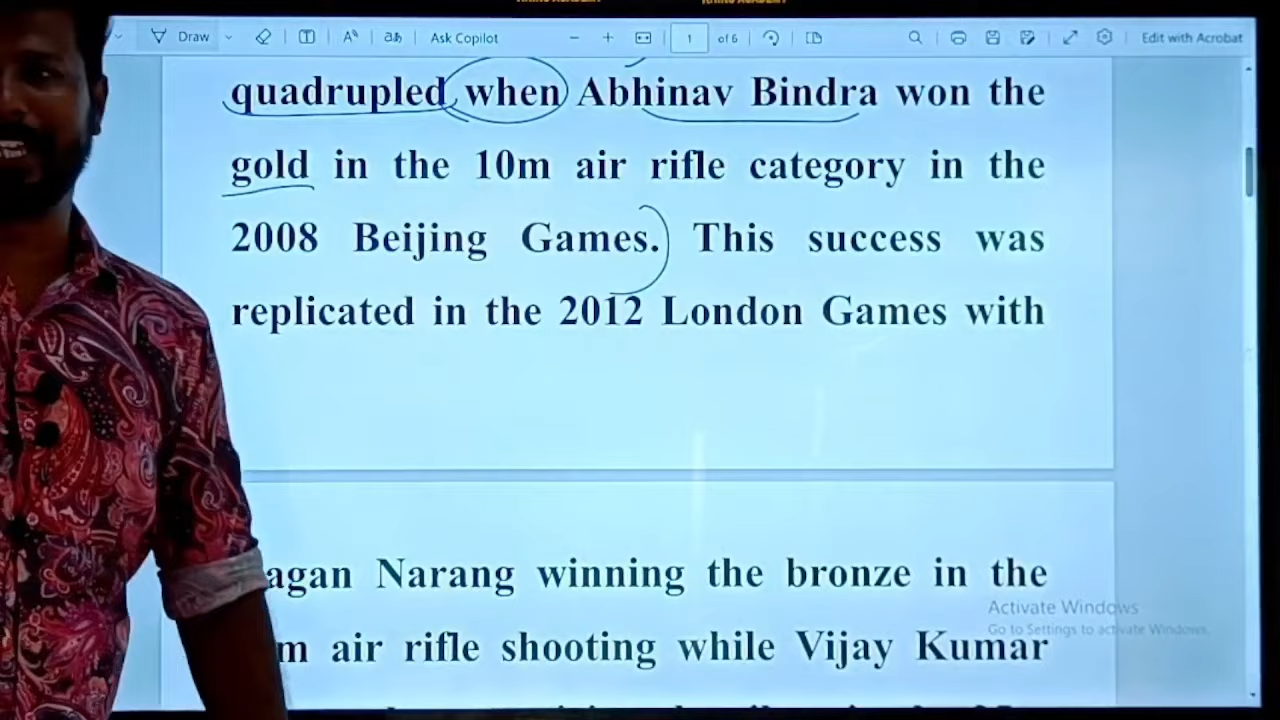 Draw
Ask Copilot
1 of 6
Edit with Acrobat
quadrupled when Abhinav Bindra won the
gold in the 10m air rifle category in the
2008 Beijing Games. This success was
replicated in the 2012 London Games with
agan Narang winning the bronze in the
m air rifle shooting while Vijay Kumar
Activate Windows
Go to Settings to activate Windows.